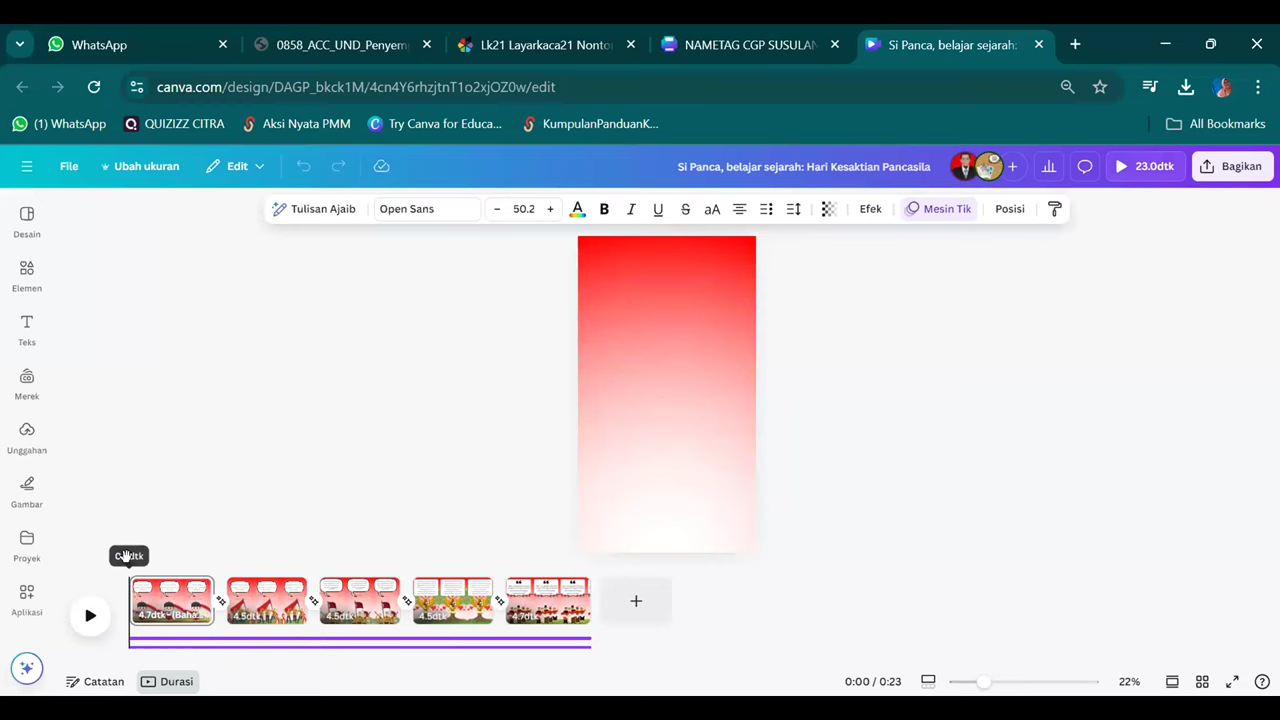 WhatsApp
0858_ACC_UND_Penyem
Lk21 Layarkaca21 Nonto
NAMETAG CGP SUSULAN
Si Panca, belajar sejarah:
canva.com/design/DAGP_bkck1M/4cn4Y6rhzjtnT1o2xjOZ0w/edit
(1) WhatsApp
QUIZIZZ CITRA
Aksi Nyata PMM
Try Canva for Educa...
KumpulanPanduanK...
All Bookmarks
File
Ubah ukuran
Edit
Si Panca, belajar sejarah: Hari Kesaktian Pancasila
23.0dtk
Bagikan
Tulisan Ajaib
Open Sans
– 50.2 +
A
B
I
U
S
aA
Efek
Mesin Tik
Posisi
Desain
Elemen
Teks
Merek
Unggahan
Gambar
Proyek
Aplikasi
4.7dtk
4.5dtk
4.5dtk
4.5dtk
4.7dtk
Catatan
Durasi
0:00 / 0:23
22%